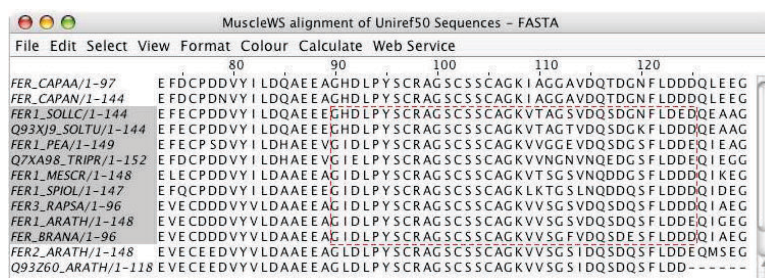 MuscleWS alignment of Uniref50 Sequences – FASTA
File Edit Select View Format Colour Calculate Web Service
80 90 100 110 120
FER_CAPAA/1-97 EFDCPDDVYILDQAEEAGHDLPYSCRAGSCSSCAGKIAGGAVDQTDGNFLDDDQLEEG
FER_CAPAN/1-144 EFDCPDNVYILDQAEEAGHDLPYSCRAGSCSSCAGKIAGGAVDQTDGNFLDDDQLEEG
FER1_SOLLC/1-144 EFECPDDVYILDQAEEEGHDLPYSCRAGSCSSCAGKVTAGSVDQSDGNFLDEDQEAAG
Q93XJ9_SOLTU/1-144 EFECPDDVYILDQAEEEGHDLPYSCRAGSCSSCAGKVTAGTVDQSDGKFLDDDQEAAG
FER1_PEA/1-149 EFECPSDVYILDHAEEVGIDLPYSCRAGSCSSCAGKVVGGEVDQSDGSFLDDEQIEAG
Q7XA98_TRIPR/1-152 EFDCPDDVYILDHAEEVGIELPYSCRAGSCSSCAGKVVNGNVNQEDGSFLDDEQIEGG
FER1_MESCR/1-148 ELECPDDVYILDAAEEAGIDLPYSCRAGSCSSCAGKVTSGSVNQDDGSFLDDDQIKEG
FER1_SPIOL/1-147 EFQCPDDVYILDAAEEEGIDLPYSCRAGSCSSCAGKLKTGSLNQDDQSFLDDDQIDEG
FER3_RAPSA/1-96 EVECDDDVYVLDAAEEAGIDLPYSCRAGSCSSCAGKVVSGSVDQSDQSFLDDDQIAEG
FER1_ARATH/1-148 EVECDDDVYVLDAAEEAGIDLPYSCRAGSCSSCAGKVVSGFVDQSDQSFLDDEQIGEG
FER_BRANA/1-96 EVECDDDVYVLDAAEEAGIDLPYSCRAGSCSSCAGKVVSGFVDQSDESFLDDDQIAEG
FER2_ARATH/1-148 EVECEEDVYVLDAAEEAGLDLPYSCRAGSCSSCAGKVVSGSIDQSDQSFLDDEQMSEG
Q93Z60_ARATH/1-118 EVECEEDVYVLDAAEEAGLDLPYSCRAGSCSSCAGKVVSGSIDQSDQSFLDD------